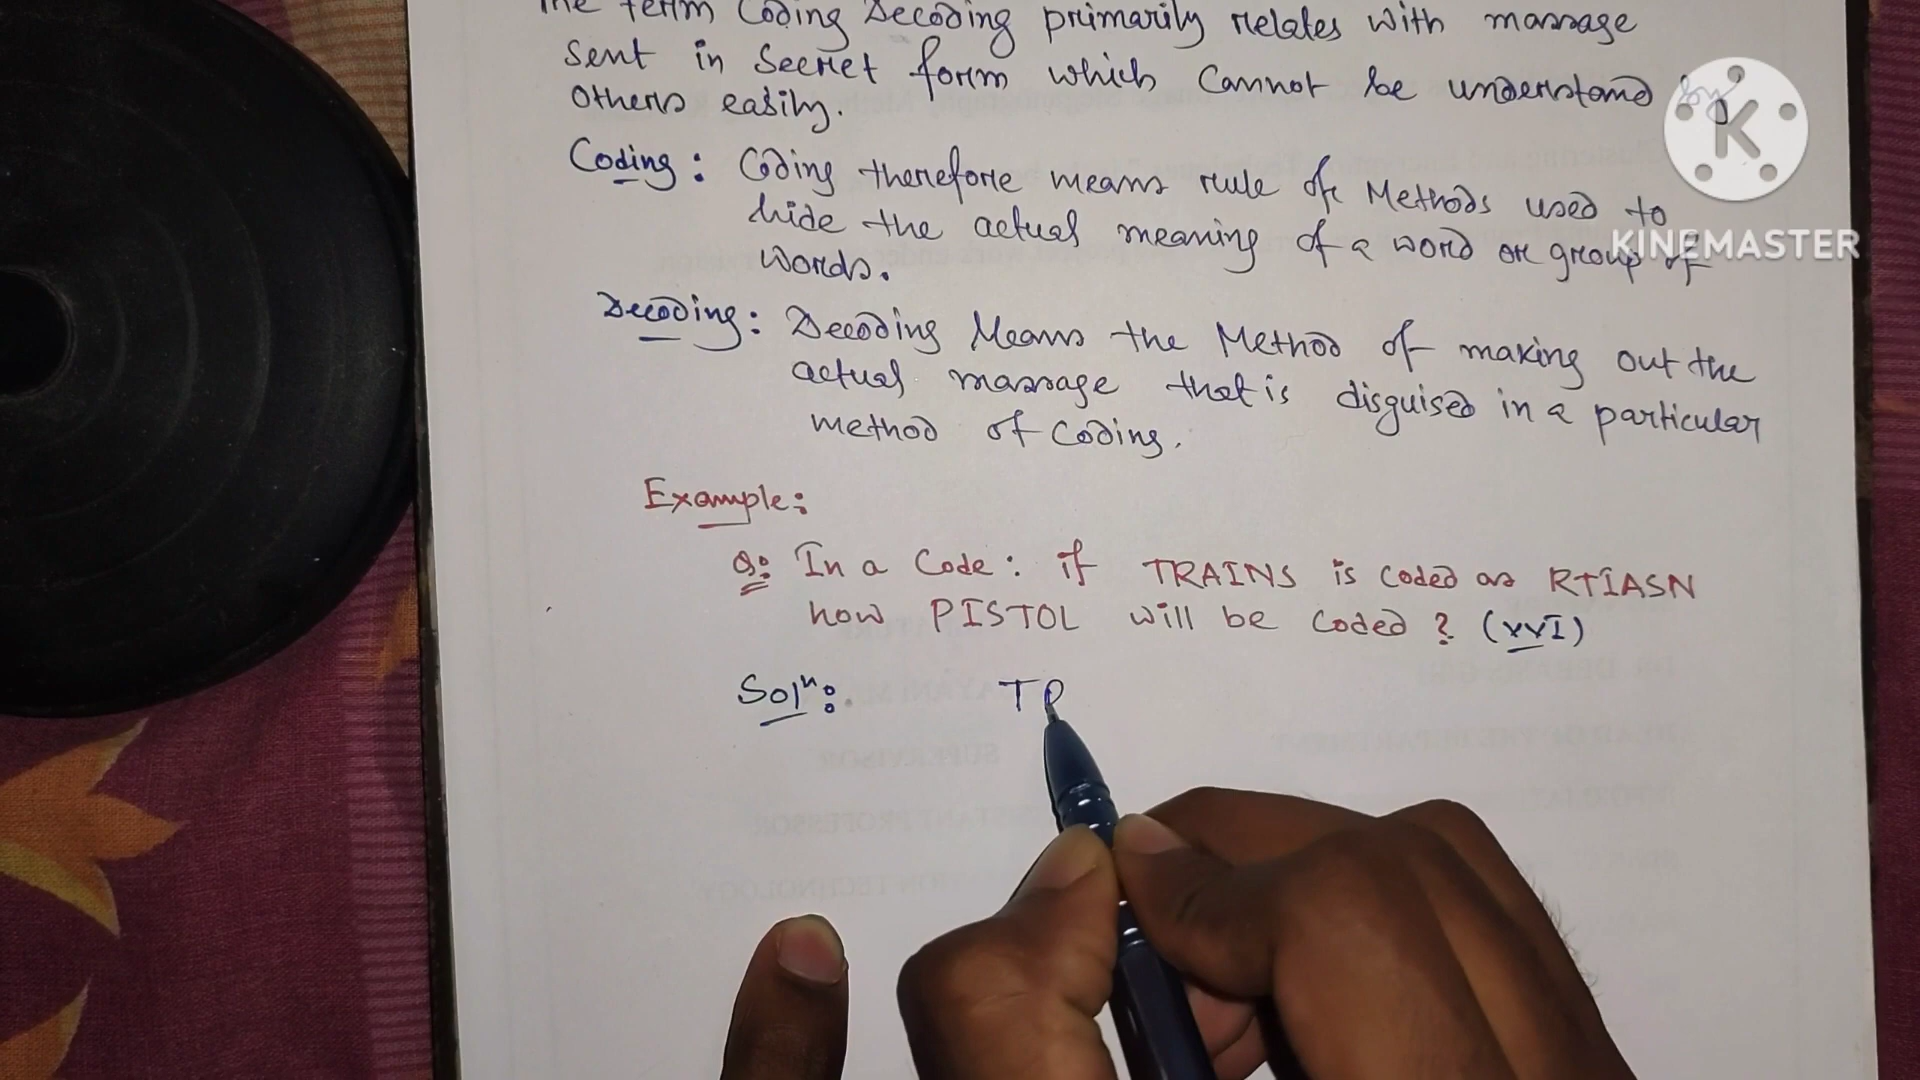 The term Coding Decoding primarily relates with massage
sent in secret form which cannot be understand by
others easily.
Coding: Coding therefore means rule or Methods used to
hide the actual meaning of a word or group of
words.
Decoding: Decoding Means the Method of making out the
actual massage that is disguised in a particular
method of coding.
Example:
Q: In a Code: if TRAINS is coded as RTIASN
how PISTOL will be coded? (VVI)
Solⁿ: TR
K
KINEMASTER